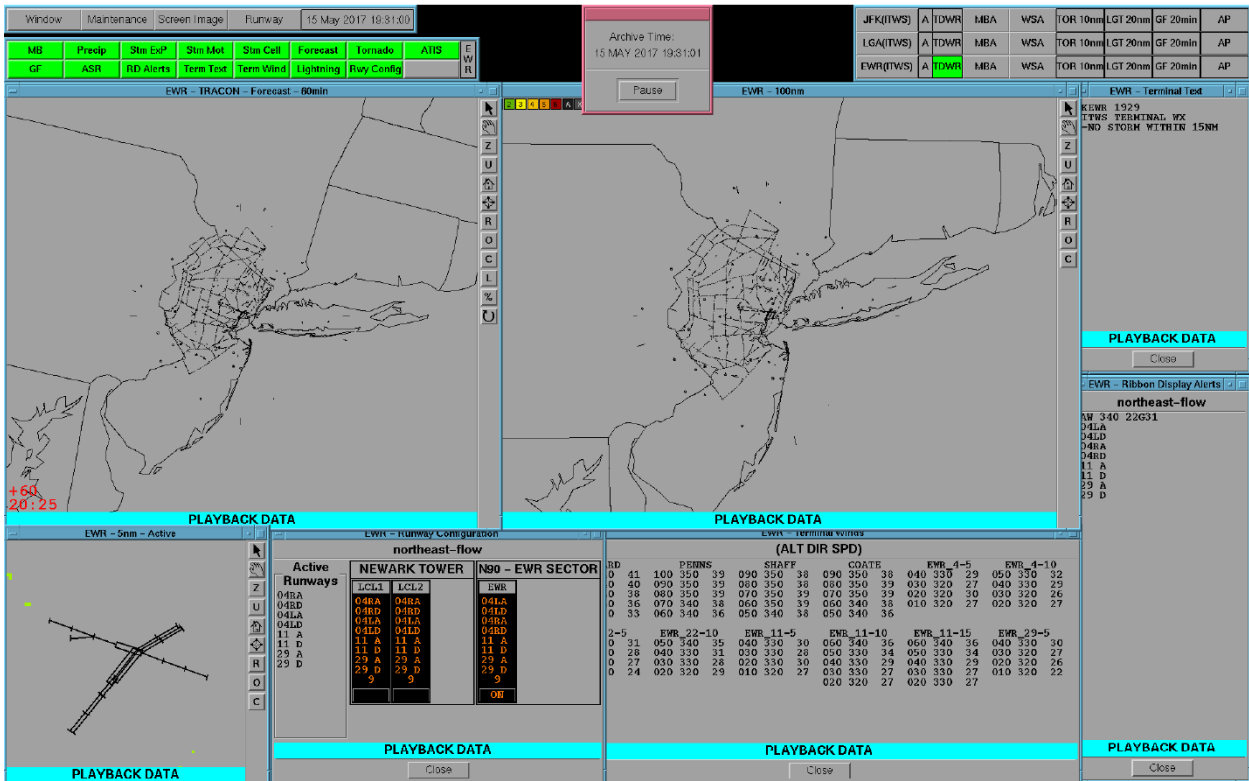 Window Maintenance Screen Image Runway 15 May 2017 19:31:00
MB Precip Stm ExP Stm Mot Stm Cell Forecast Tornado ATIS
GF ASR RD Alerts Term Text Term Wind Lightning Rwy Config
EWR
Archive Time:
15 MAY 2017 19:31:01
Pause
JFK(ITWS) A TDWR MBA WSA TOR 10nm LGT 20nm GF 20min AP
LGA(ITWS) A TDWR MBA WSA TOR 10nm LGT 20nm GF 20min AP
EWR(ITWS) A TDWR MBA WSA TOR 10nm LGT 20nm GF 20min AP
EWR - TRACON - Forecast - 60min
Z
U
R
O
C
L
%
+60
20:25
PLAYBACK DATA
EWR - 100nm
2 3 4 5 6 A X
Z
U
R
O
C
PLAYBACK DATA
EWR - Terminal Text
KEWR 1929
ITWS TERMINAL WX
-NO STORM WITHIN 15NM
PLAYBACK DATA
Close
EWR - Ribbon Display Alerts
northeast-flow
AW 340 22G31
04LA
04LD
04RA
04RD
11 A
11 D
29 A
29 D
PLAYBACK DATA
Close
EWR - 5nm - Active
Z
U
R
O
C
PLAYBACK DATA
EWR - Runway Configuration
northeast-flow
Active
Runways
04RA
04RD
04LA
04LD
11 A
11 D
29 A
29 D
NEWARK TOWER
LCL1 LCL2
04RA 04RA
04RD 04RD
04LA 04LA
04LD 04LD
11 A 11 A
11 D 11 D
29 A 29 A
29 D 29 D
9 9
N90 - EWR SECTOR
EWR
04LA
04LD
04RA
04RD
11 A
11 D
29 A
29 D
9
ON
PLAYBACK DATA
Close
EWR - Terminal Winds
(ALT DIR SPD)
RD PENNS SHAFF COATE EWR_4-5 EWR_4-10
0 41 100 350 39 090 350 38 090 350 38 040 330 29 050 330 32
0 40 090 350 39 080 350 38 080 350 39 030 320 27 040 330 29
0 38 080 350 39 070 350 39 070 350 39 020 320 30 030 320 26
0 36 070 340 38 060 350 39 060 340 38 010 320 27 020 320 27
0 33 060 340 36 050 340 38 050 340 36
2-5 EWR_22-10 EWR_11-5 EWR_11-10 EWR_11-15 EWR_29-5
0 31 050 340 35 040 330 30 060 340 36 060 340 36 040 330 30
0 28 040 330 31 030 330 28 050 330 34 050 330 34 030 320 27
0 27 030 330 28 020 330 30 040 330 29 040 330 29 020 320 26
0 24 020 320 29 010 320 27 030 330 27 030 330 27 010 320 22
020 320 27 020 330 27
PLAYBACK DATA
Close